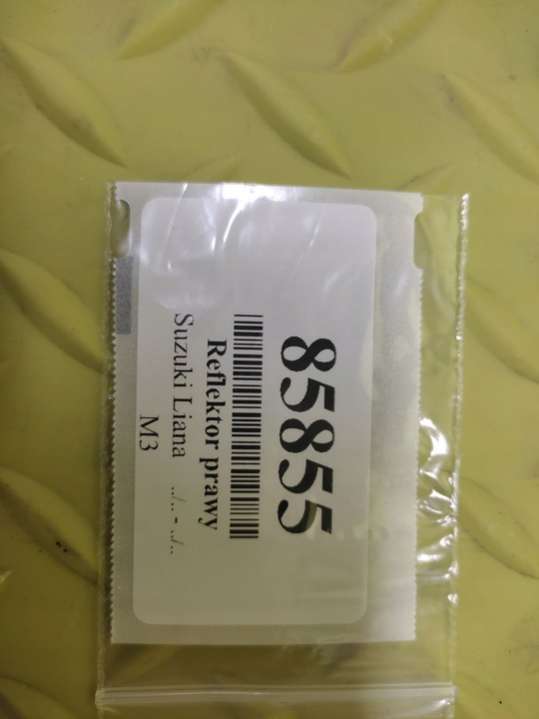 85855
Reflektor prawy
Suzuki Liana ../.. - ../..
M3